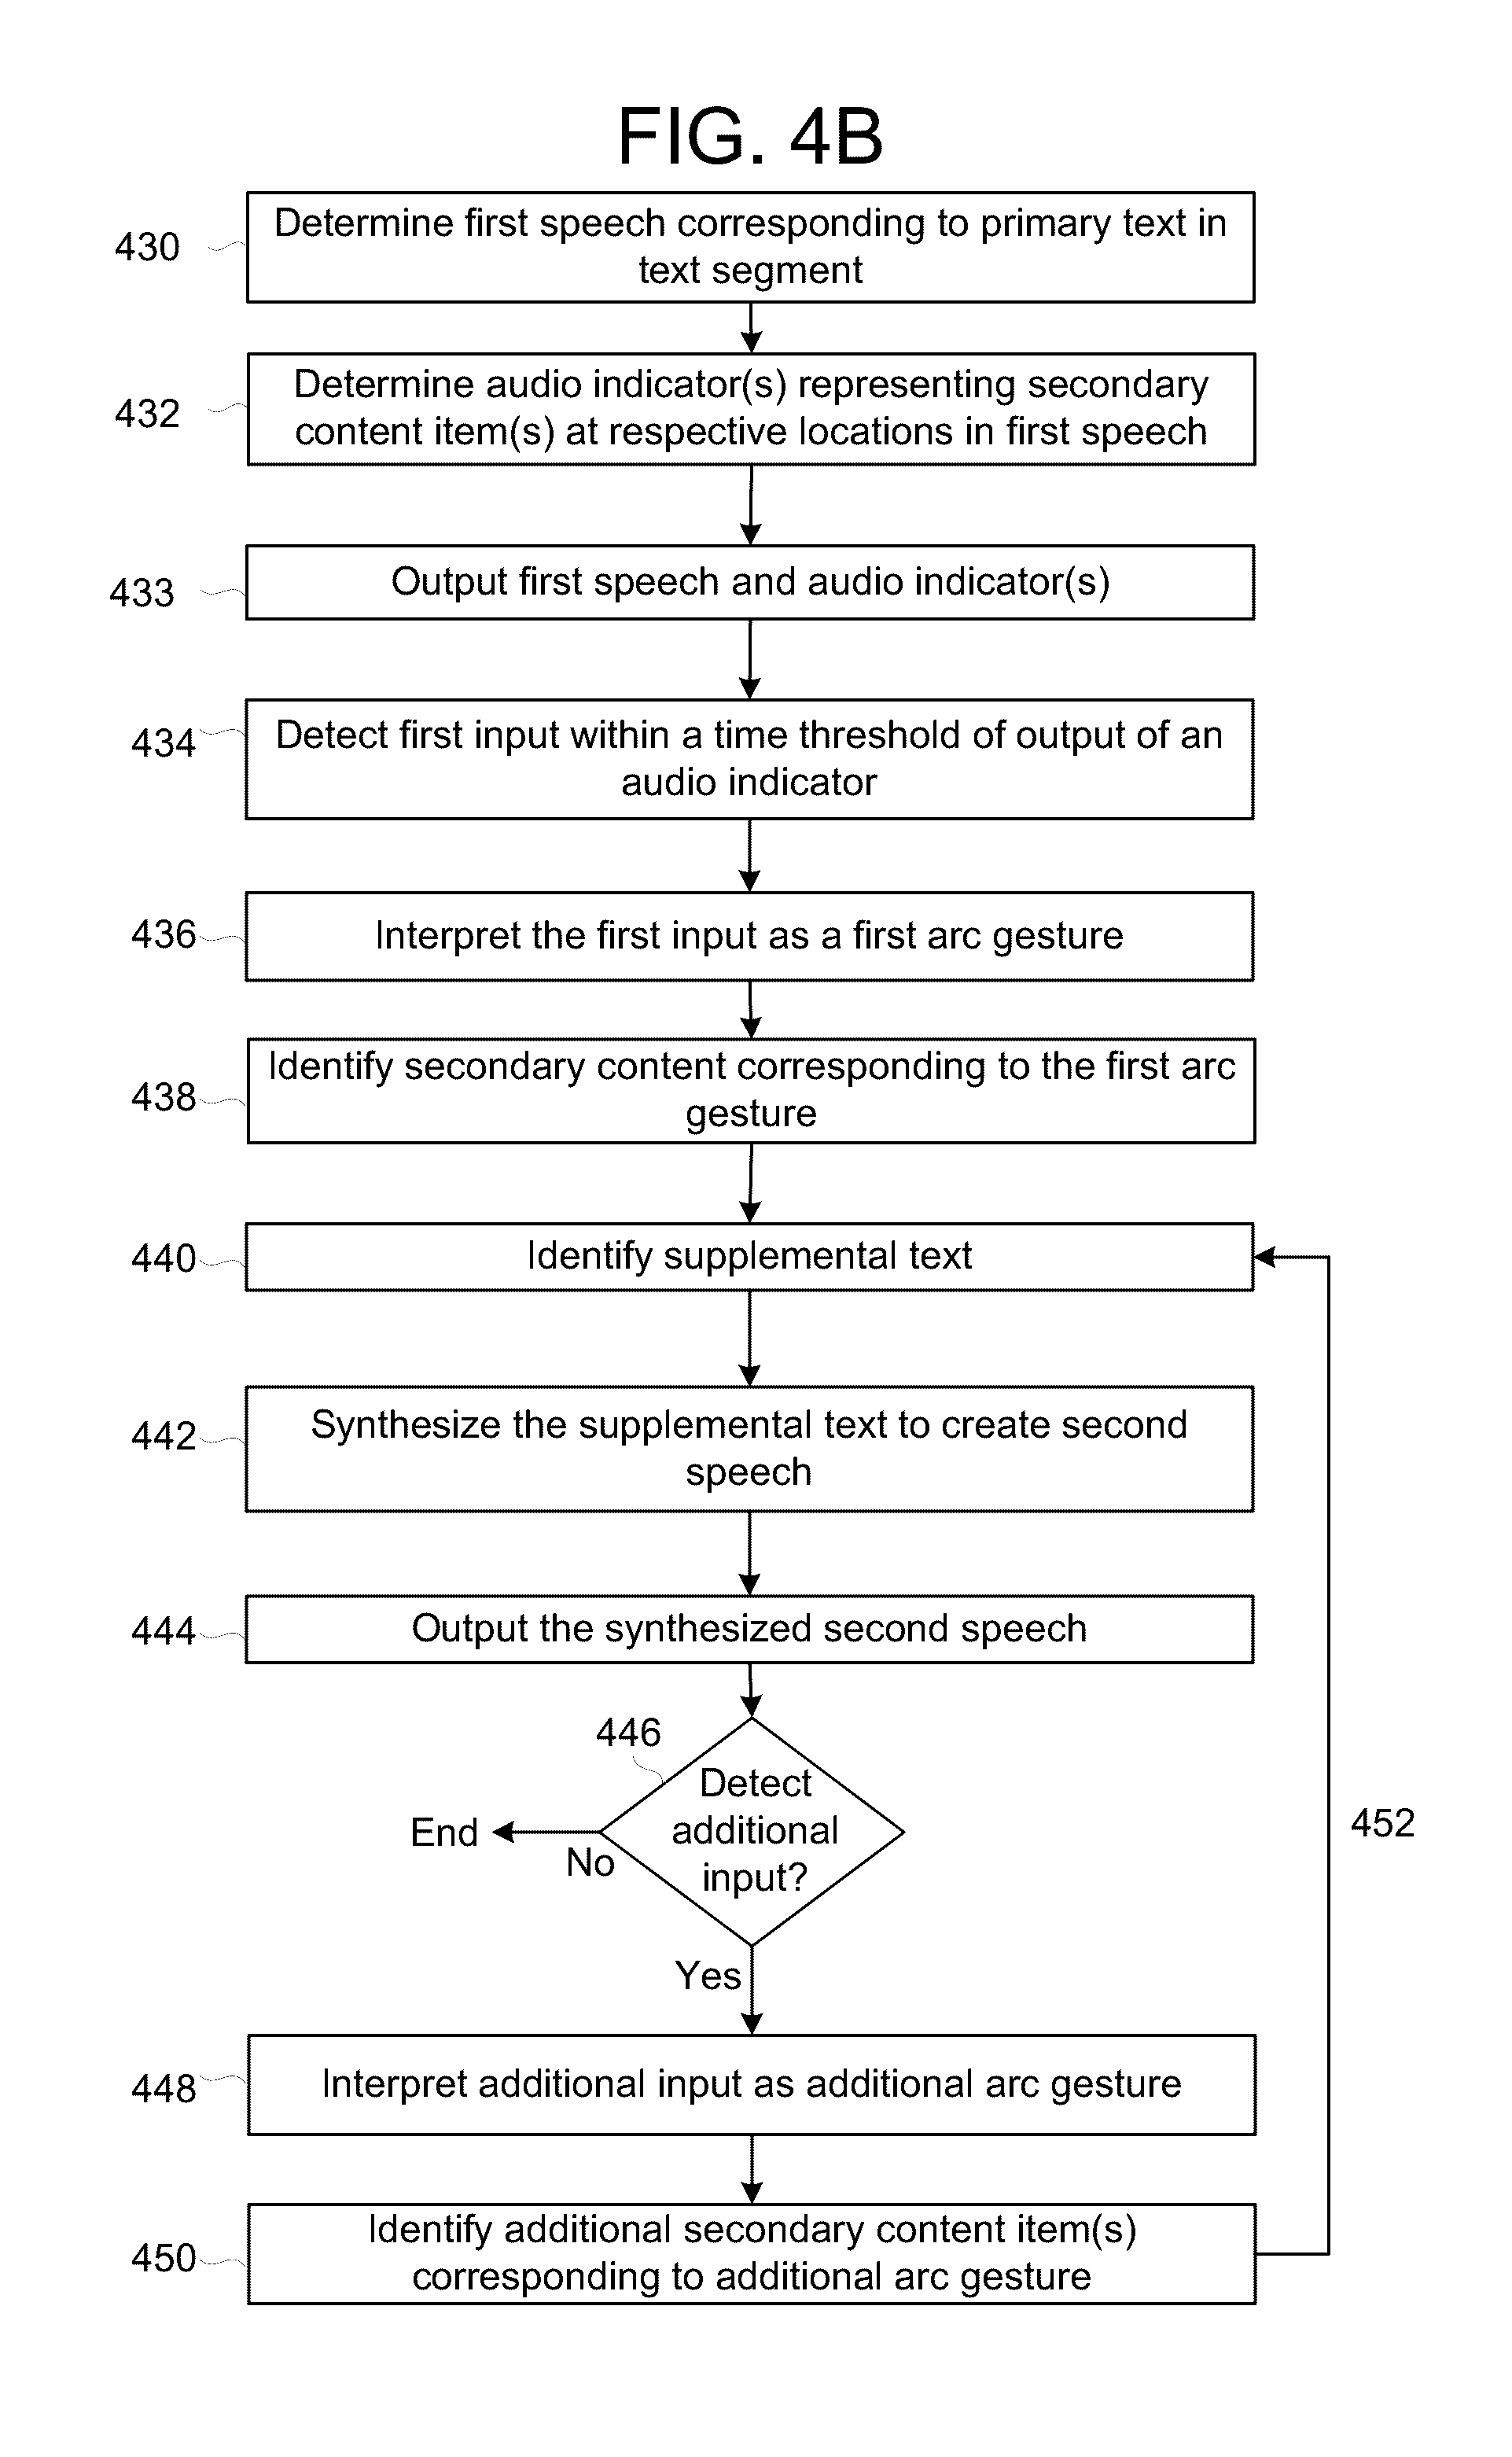 FIG. 4B
430
Determine first speech corresponding to primary text in
text segment
432
Determine audio indicator(s) representing secondary
content item(s) at respective locations in first speech
433
Output first speech and audio indicator(s)
434
Detect first input within a time threshold of output of an
audio indicator
436
Interpret the first input as a first arc gesture
438
Identify secondary content corresponding to the first arc
gesture
440
Identify supplemental text
442
Synthesize the supplemental text to create second
speech
444
Output the synthesized second speech
446
Detect
additional
input?
End
No
452
Yes
448
Interpret additional input as additional arc gesture
450
Identify additional secondary content item(s)
corresponding to additional arc gesture